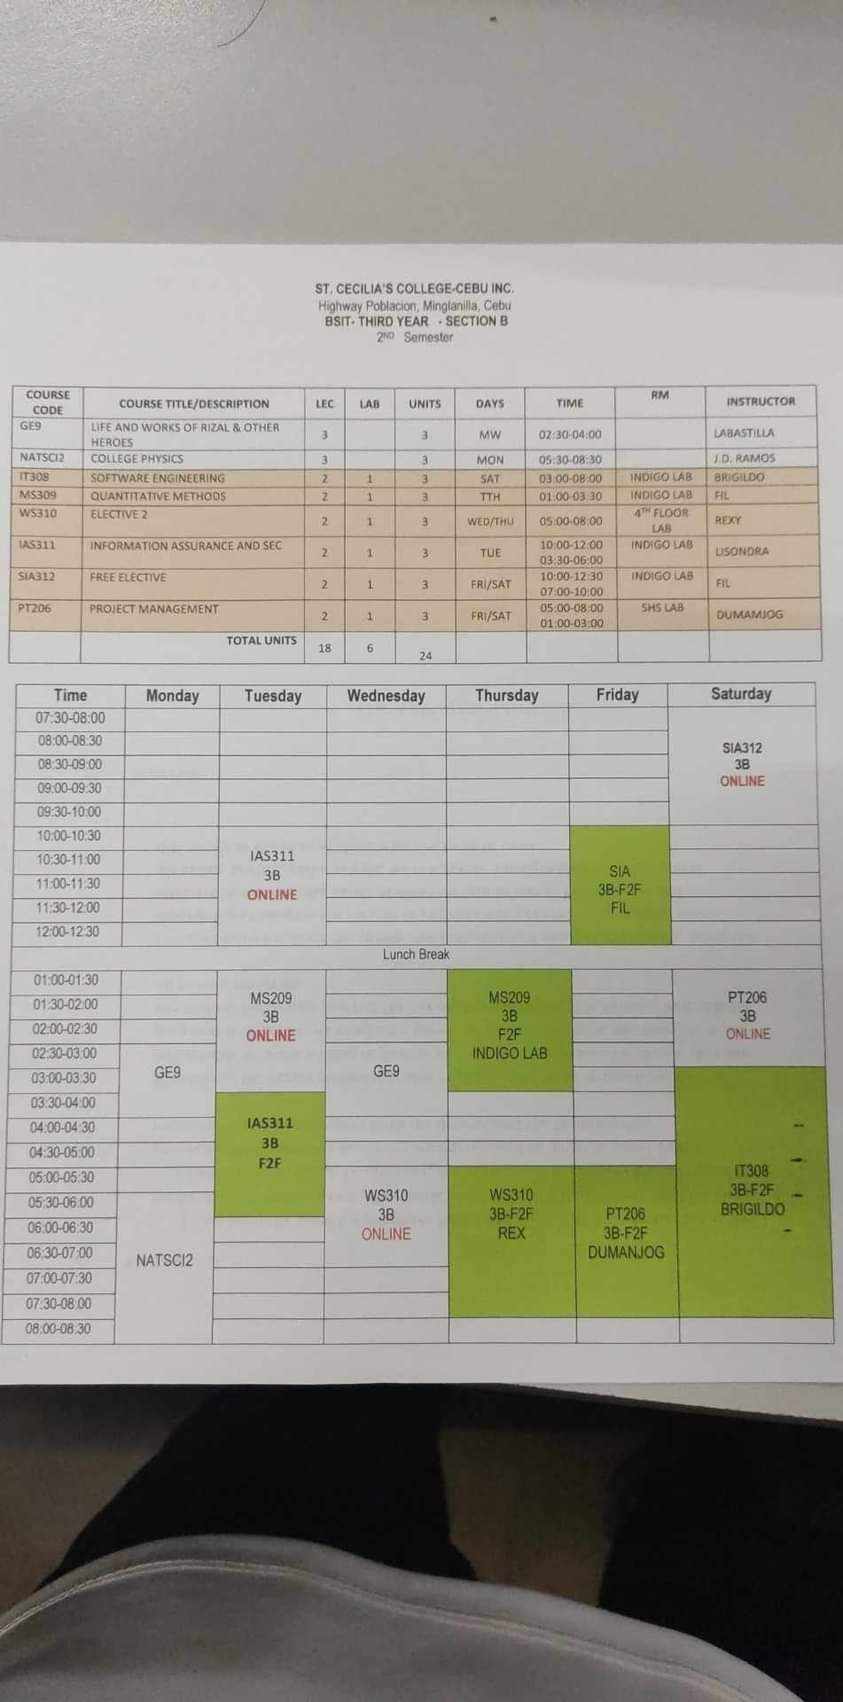 ST. CECILIA'S COLLEGE-CEBU INC.
Highway Poblacion, Minglanilla, Cebu
BSIT- THIRD YEAR - SECTION B
2ND Semester
COURSE CODE COURSE TITLE/DESCRIPTION LEC LAB UNITS DAYS TIME RM INSTRUCTOR
GE9 LIFE AND WORKS OF RIZAL & OTHER HEROES 3 3 MW 02:30-04:00 LABASTILLA
NATSCI2 COLLEGE PHYSICS 3 3 MON 05:30-08:30 J.D. RAMOS
IT308 SOFTWARE ENGINEERING 2 1 3 SAT 03:00-08:00 INDIGO LAB BRIGILDO
MS309 QUANTITATIVE METHODS 2 1 3 TTH 01:00-03:30 INDIGO LAB FIL
WS310 ELECTIVE 2 2 1 3 WED/THU 05:00-08:00 4TH FLOOR LAB REXY
IAS311 INFORMATION ASSURANCE AND SEC 2 1 3 TUE 10:00-12:00 03:30-06:00 INDIGO LAB LISONDRA
SIA312 FREE ELECTIVE 2 1 3 FRI/SAT 10:00-12:30 07:00-10:00 INDIGO LAB FIL
PT206 PROJECT MANAGEMENT 2 1 3 FRI/SAT 05:00-08:00 01:00-03:00 SHS LAB DUMAMJOG
TOTAL UNITS 18 6 24
Time Monday Tuesday Wednesday Thursday Friday Saturday
07:30-08:00
08:00-08:30
08:30-09:00
09:00-09:30
09:30-10:00
SIA312
3B
ONLINE
10:00-10:30
10:30-11:00
11:00-11:30
11:30-12:00
12:00-12:30
IAS311
3B
ONLINE
SIA
3B-F2F
FIL
Lunch Break
01:00-01:30
01:30-02:00
02:00-02:30
02:30-03:00
03:00-03:30
03:30-04:00
04:00-04:30
04:30-05:00
05:00-05:30
05:30-06:00
06:00-06:30
06:30-07:00
07:00-07:30
07:30-08:00
08:00-08:30
GE9
NATSCI2
MS209
3B
ONLINE
IAS311
3B
F2F
GE9
WS310
3B
ONLINE
MS209
3B
F2F
INDIGO LAB
WS310
3B-F2F
REX
PT206
3B-F2F
DUMANJOG
PT206
3B
ONLINE
IT308
3B-F2F
BRIGILDO